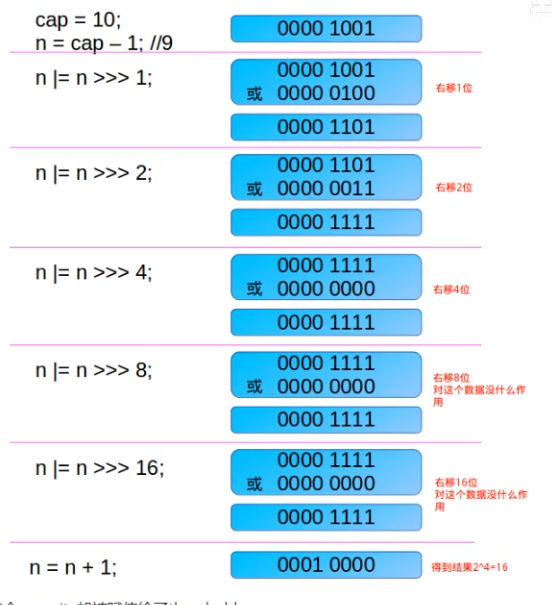 cap = 10;
n = cap – 1; //9
0000 1001
n |= n >>> 1;
0000 1001
或 0000 0100
右移1位
0000 1101
n |= n >>> 2;
0000 1101
或 0000 0011
右移2位
0000 1111
n |= n >>> 4;
0000 1111
或 0000 0000
右移4位
0000 1111
n |= n >>> 8;
0000 1111
或 0000 0000
右移8位
对这个数据没什么作
用
0000 1111
n |= n >>> 16;
0000 1111
或 0000 0000
右移16位
对这个数据没什么作
用
0000 1111
n = n + 1;
0001 0000
得到结果2^4=16